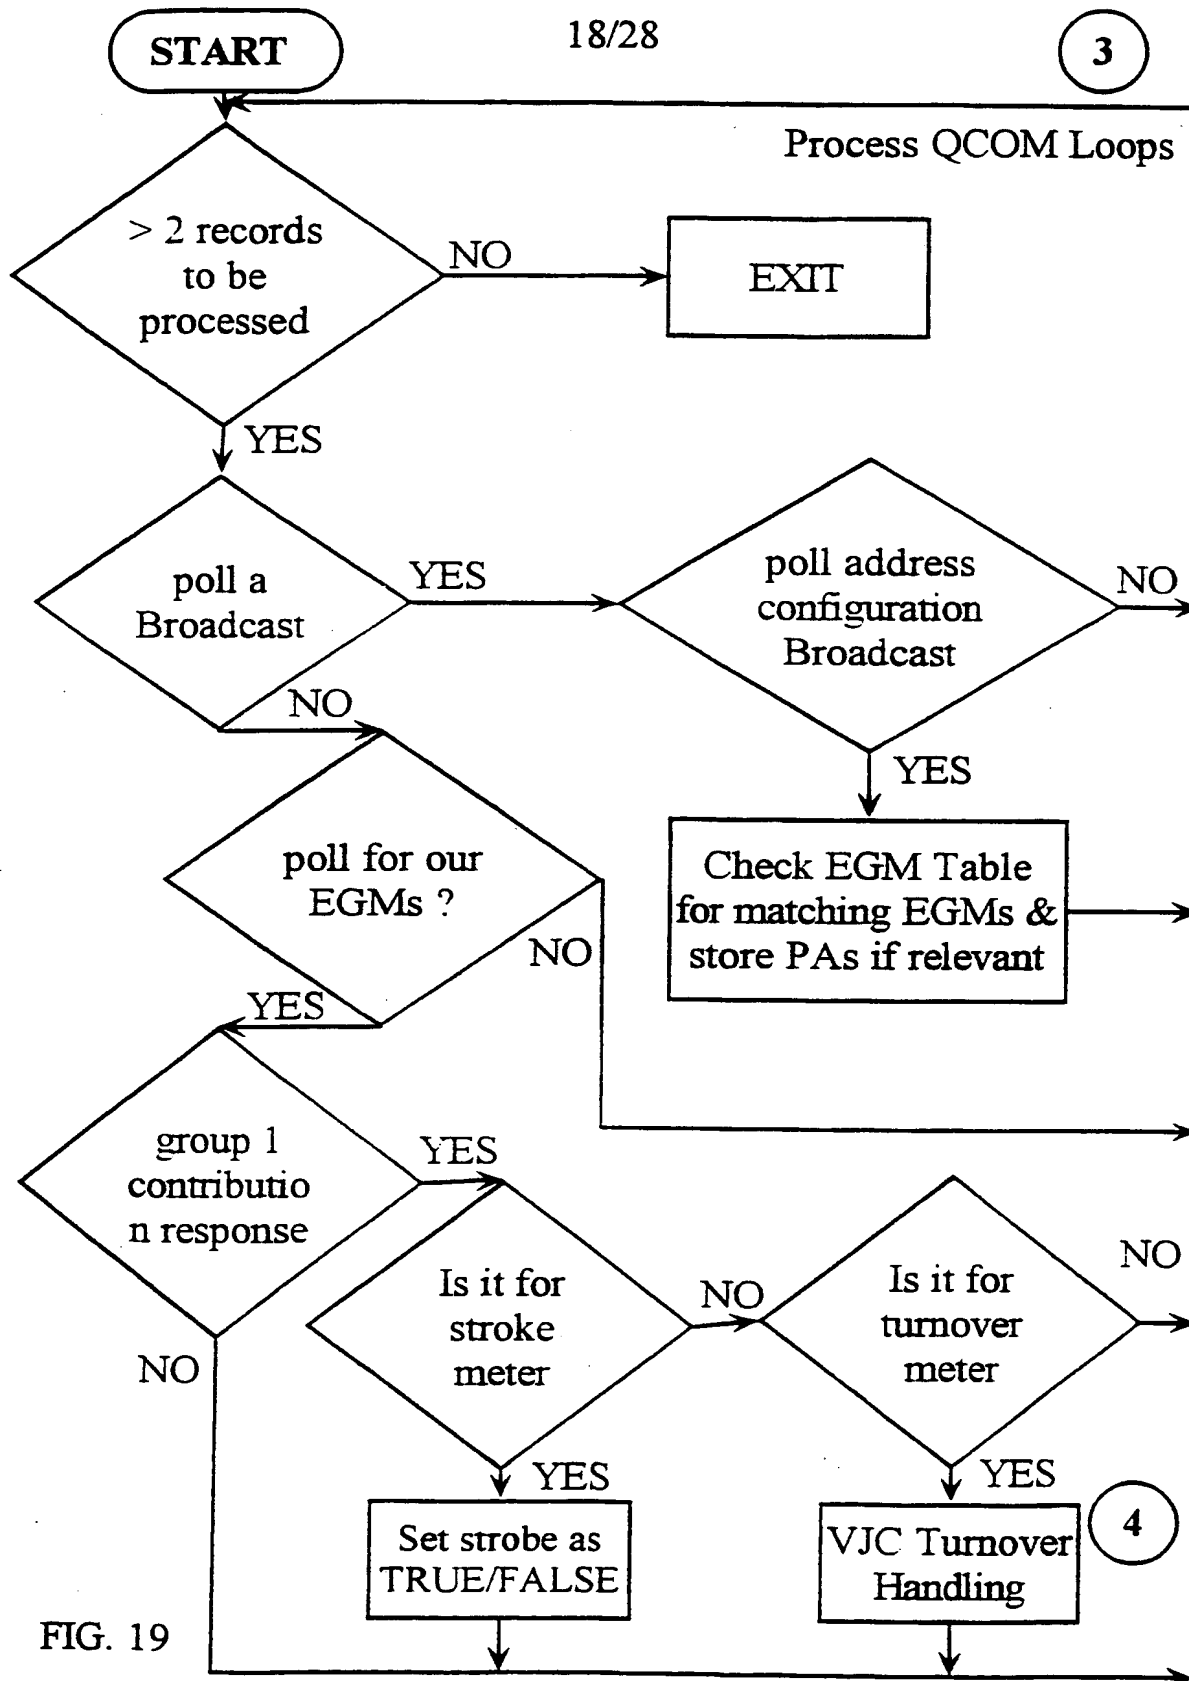 START
18/28
3
Process QCOM Loops
> 2 records
to be
processed
NO
EXIT
YES
poll a
Broadcast
YES
poll address
configuration
Broadcast
NO
NO
YES
poll for our
EGMs ?
NO
Check EGM Table
for matching EGMs &
store PAs if relevant
YES
group 1
contributio
n response
YES
NO
Is it for
stroke
meter
NO
Is it for
turnover
meter
NO
YES
Set strobe as
TRUE/FALSE
YES
VJC Turnover
Handling
4
FIG. 19